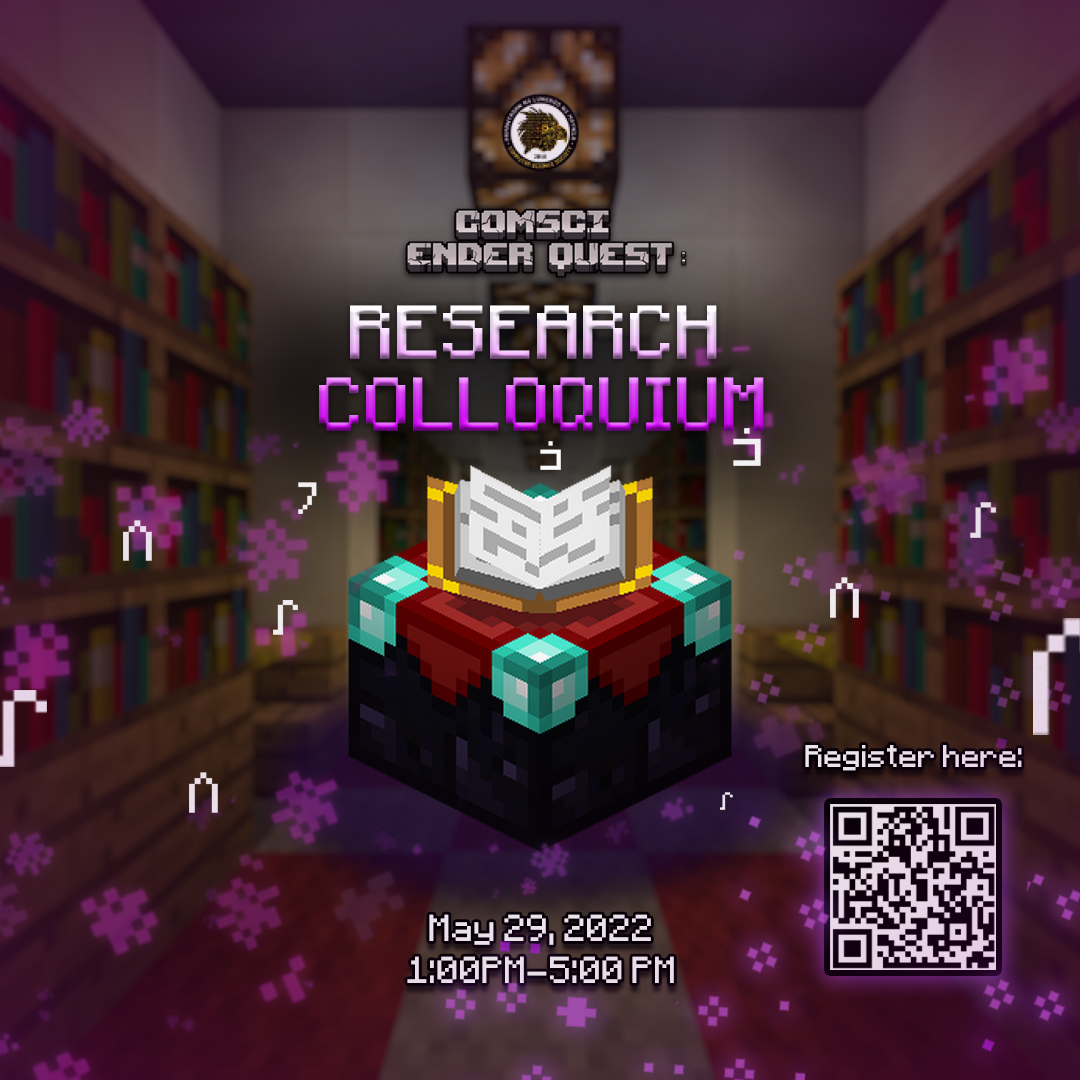 COMSCI
ENDER QUEST:
RESEARCH
COLLOQUIUM
Register here:
May 29, 2022
1:00PM–5:00 PM